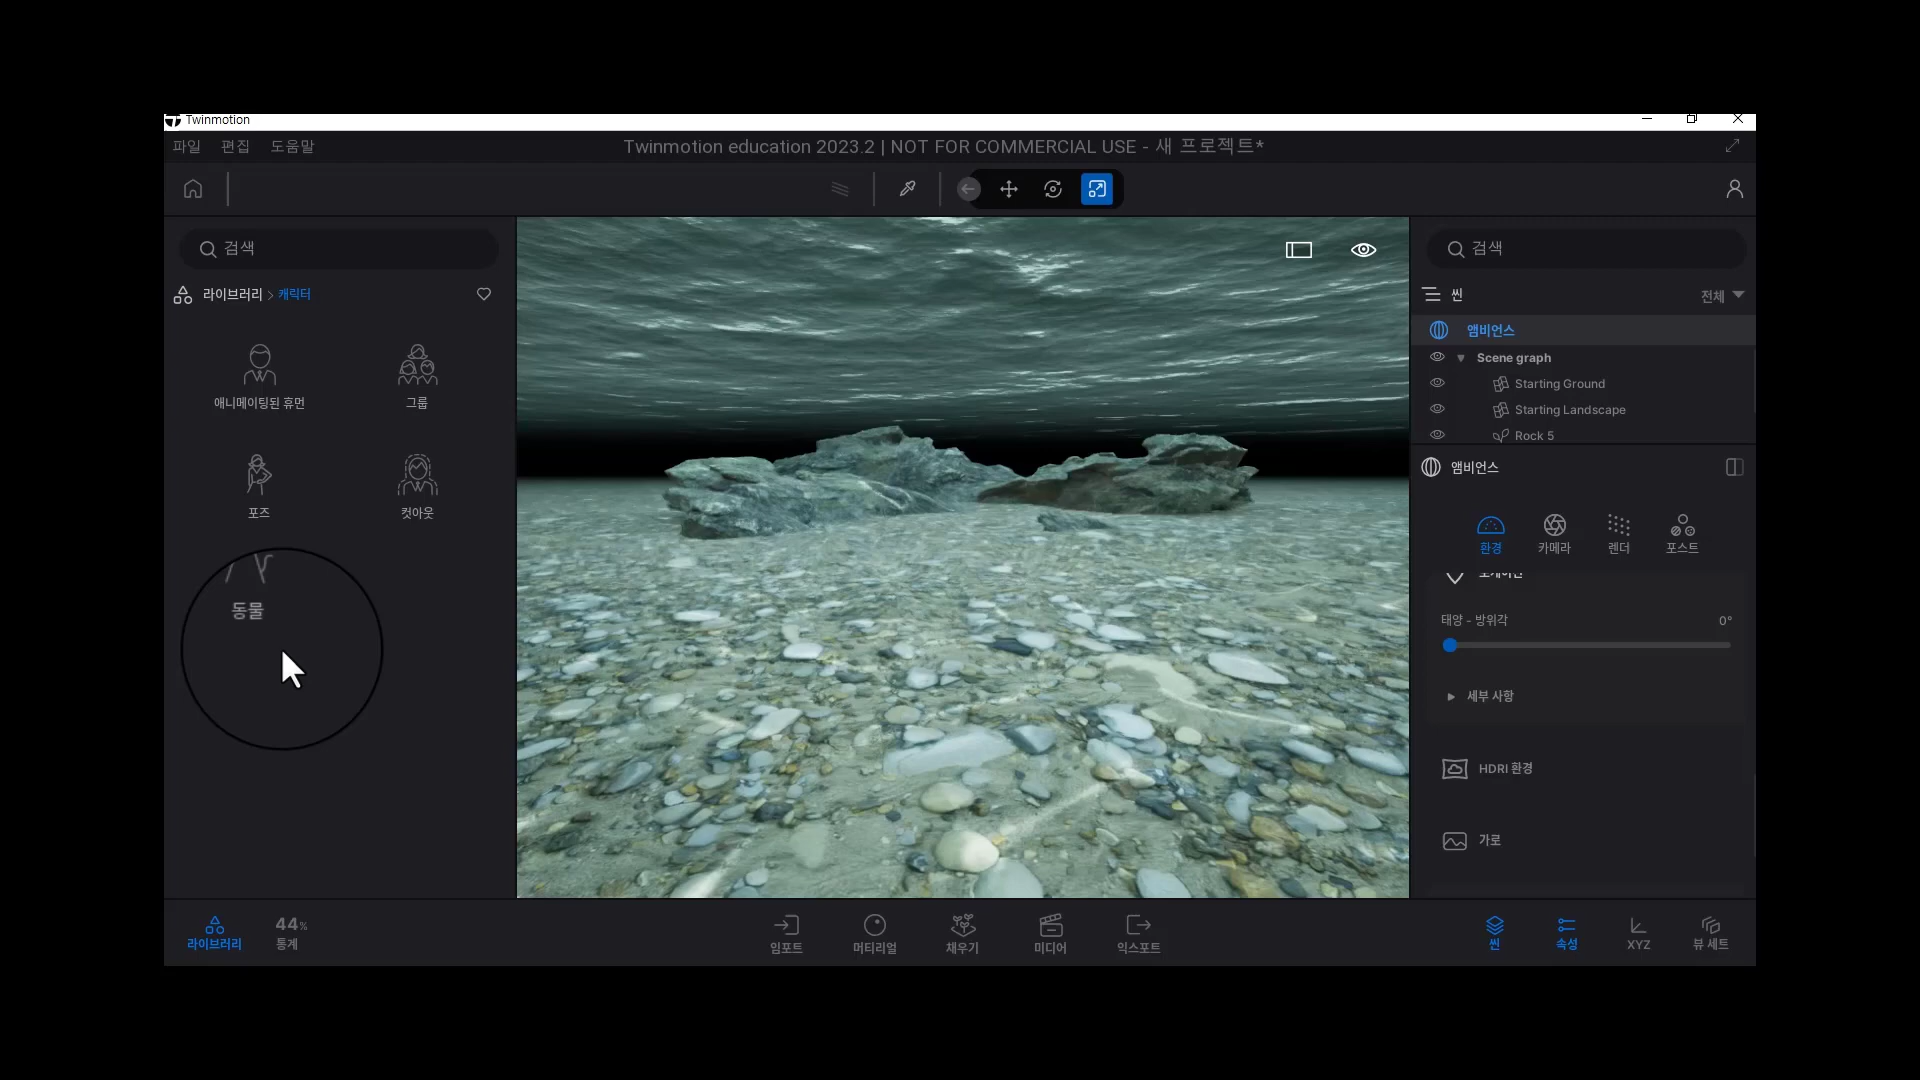 Twinmotion
파일 편집 도움말
Twinmotion education 2023.2 | NOT FOR COMMERCIAL USE - 새 프로젝트*
검색
라이브러리 > 캐릭터
애니메이팅된 휴먼
그룹
포즈
컷아웃
동물
검색
씬
전체
앰비언스
Scene graph
Starting Ground
Starting Landscape
Rock 5
앰비언스
환경
카메라
렌더
포스트
태양 - 방위각
0°
세부 사항
HDRI 환경
가로
라이브러리
44%
통계
임포트
머티리얼
채우기
미디어
익스포트
씬
속성
XYZ
뷰 세트